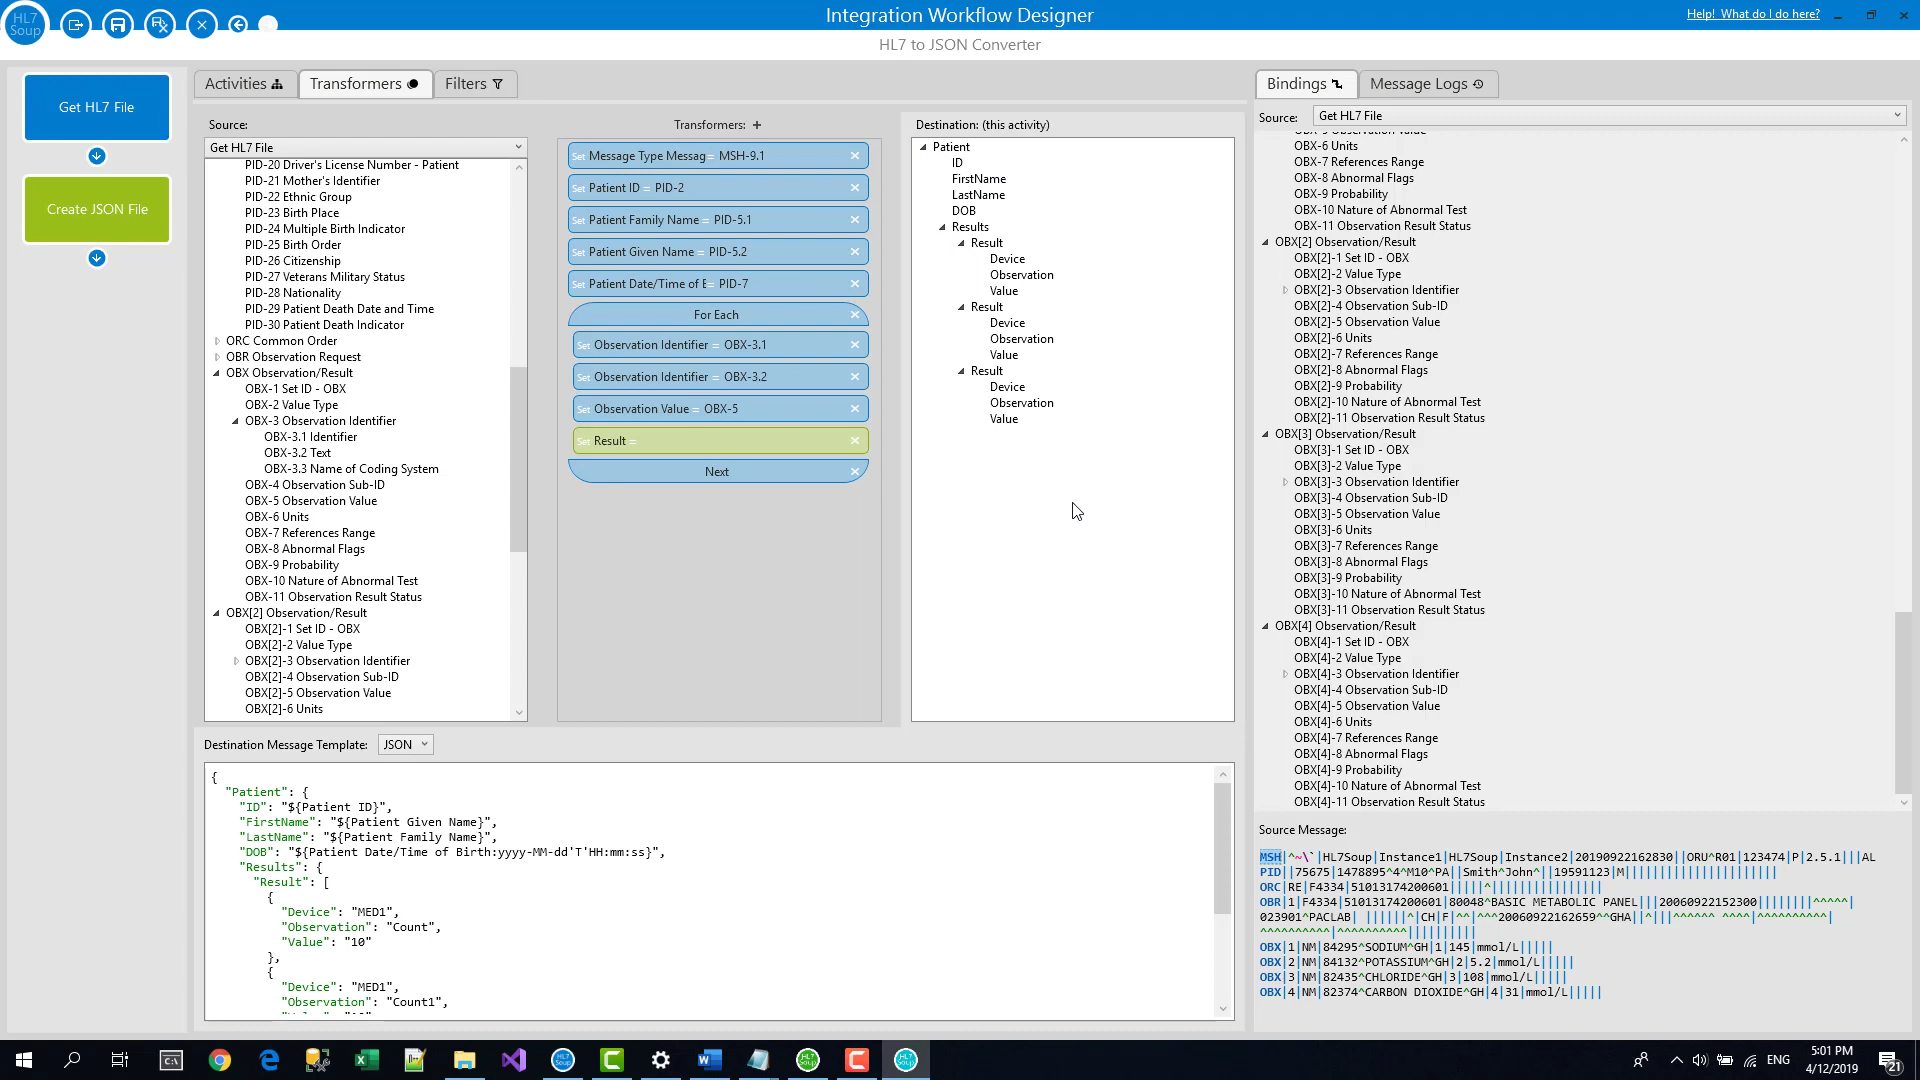 HL7
Soup
Integration Workflow Designer
Help! What do I do here?
HL7 to JSON Converter
Get HL7 File
Create JSON File
Activities
Transformers
Filters
Source:
Get HL7 File
PID-20 Driver's License Number - Patient
PID-21 Mother's Identifier
PID-22 Ethnic Group
PID-23 Birth Place
PID-24 Multiple Birth Indicator
PID-25 Birth Order
PID-26 Citizenship
PID-27 Veterans Military Status
PID-28 Nationality
PID-29 Patient Death Date and Time
PID-30 Patient Death Indicator
ORC Common Order
OBR Observation Request
OBX Observation/Result
OBX-1 Set ID - OBX
OBX-2 Value Type
OBX-3 Observation Identifier
OBX-3.1 Identifier
OBX-3.2 Text
OBX-3.3 Name of Coding System
OBX-4 Observation Sub-ID
OBX-5 Observation Value
OBX-6 Units
OBX-7 References Range
OBX-8 Abnormal Flags
OBX-9 Probability
OBX-10 Nature of Abnormal Test
OBX-11 Observation Result Status
OBX[2] Observation/Result
OBX[2]-1 Set ID - OBX
OBX[2]-2 Value Type
OBX[2]-3 Observation Identifier
OBX[2]-4 Observation Sub-ID
OBX[2]-5 Observation Value
OBX[2]-6 Units
Transformers: +
Set Message Type Messag= MSH-9.1
Set Patient ID = PID-2
Set Patient Family Name = PID-5.1
Set Patient Given Name = PID-5.2
Set Patient Date/Time of B= PID-7
For Each
Set Observation Identifier = OBX-3.1
Set Observation Identifier = OBX-3.2
Set Observation Value = OBX-5
Set Result =
Next
Destination: (this activity)
Patient
ID
FirstName
LastName
DOB
Results
Result
Device
Observation
Value
Result
Device
Observation
Value
Result
Device
Observation
Value
Destination Message Template: JSON
{
"Patient": {
"ID": "${Patient ID}",
"FirstName": "${Patient Given Name}",
"LastName": "${Patient Family Name}",
"DOB": "${Patient Date/Time of Birth:yyyy-MM-dd'T'HH:mm:ss}",
"Results": {
"Result": [
{
"Device": "MED1",
"Observation": "Count",
"Value": "10"
},
{
"Device": "MED1",
"Observation": "Count1",
Bindings
Message Logs
Source: Get HL7 File
OBX-5 Observation Value
OBX-6 Units
OBX-7 References Range
OBX-8 Abnormal Flags
OBX-9 Probability
OBX-10 Nature of Abnormal Test
OBX-11 Observation Result Status
OBX[2] Observation/Result
OBX[2]-1 Set ID - OBX
OBX[2]-2 Value Type
OBX[2]-3 Observation Identifier
OBX[2]-4 Observation Sub-ID
OBX[2]-5 Observation Value
OBX[2]-6 Units
OBX[2]-7 References Range
OBX[2]-8 Abnormal Flags
OBX[2]-9 Probability
OBX[2]-10 Nature of Abnormal Test
OBX[2]-11 Observation Result Status
OBX[3] Observation/Result
OBX[3]-1 Set ID - OBX
OBX[3]-2 Value Type
OBX[3]-3 Observation Identifier
OBX[3]-4 Observation Sub-ID
OBX[3]-5 Observation Value
OBX[3]-6 Units
OBX[3]-7 References Range
OBX[3]-8 Abnormal Flags
OBX[3]-9 Probability
OBX[3]-10 Nature of Abnormal Test
OBX[3]-11 Observation Result Status
OBX[4] Observation/Result
OBX[4]-1 Set ID - OBX
OBX[4]-2 Value Type
OBX[4]-3 Observation Identifier
OBX[4]-4 Observation Sub-ID
OBX[4]-5 Observation Value
OBX[4]-6 Units
OBX[4]-7 References Range
OBX[4]-8 Abnormal Flags
OBX[4]-9 Probability
OBX[4]-10 Nature of Abnormal Test
OBX[4]-11 Observation Result Status
Source Message:
MSH|^~\`|HL7Soup|Instance1|HL7Soup|Instance2|20190922162830||ORU^R01|123474|P|2.5.1|||AL
PID||75675|1478895^4^M10^PA||Smith^John^||19591123|M||||||||||||||||||||||
ORC|RE|F4334|51013174200601|||||^||||||||||||||||
OBR|1|F4334|51013174200601|80048^BASIC METABOLIC PANEL|||20060922152300||||||||^^^^^|
023901^PACLAB| ||||||^|CH|F|^^|^^^20060922162659^^GHA||^|||^^^^^^ ^^^^|^^^^^^^^^^|
^^^^^^^^^^|^^^^^^^^^^||||||||||
OBX|1|NM|84295^SODIUM^GH|1|145|mmol/L|||||
OBX|2|NM|84132^POTASSIUM^GH|2|5.2|mmol/L|||||
OBX|3|NM|82435^CHLORIDE^GH|3|108|mmol/L|||||
OBX|4|NM|82374^CARBON DIOXIDE^GH|4|31|mmol/L|||||
ENG
5:01 PM
4/12/2019
21